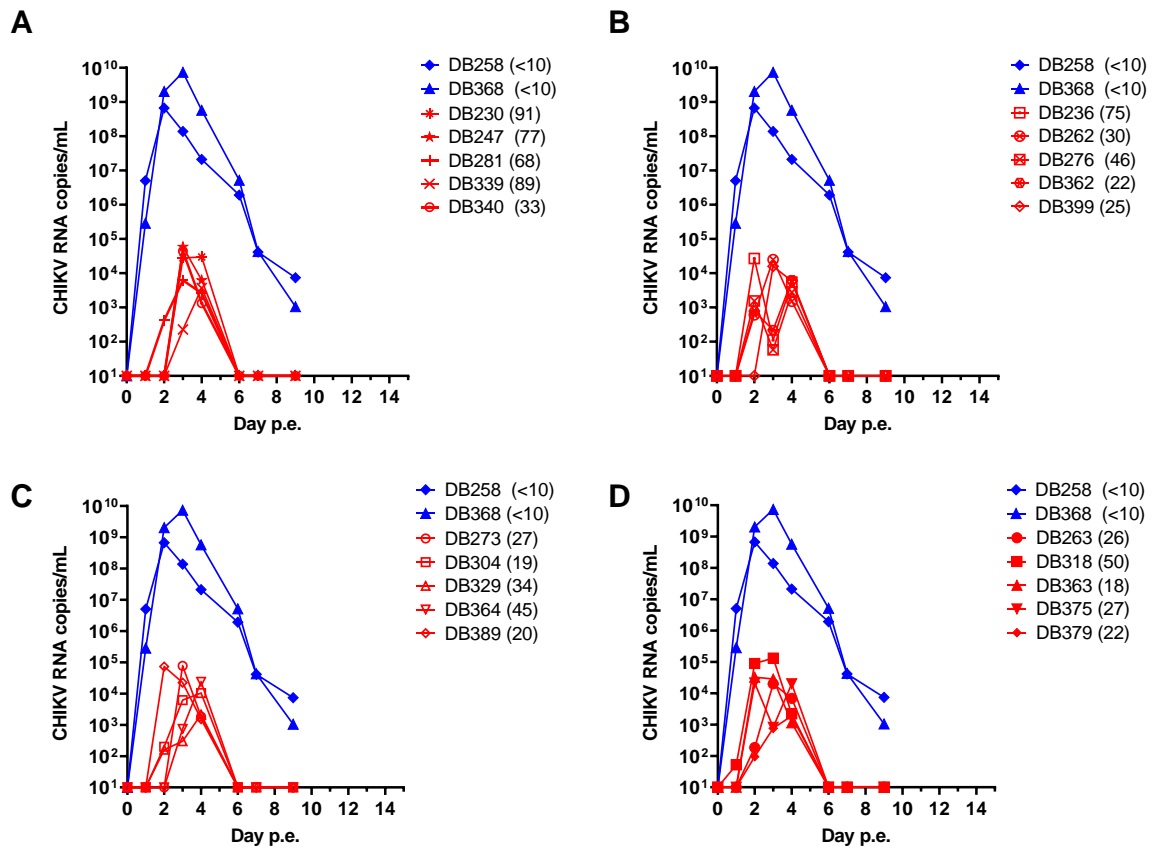 A
CHIKV RNA copies/mL
10^10
10^9
10^8
10^7
10^6
10^5
10^4
10^3
10^2
10^1
0 2 4 6 8 10 12 14
Day p.e.
DB258 (<10)
DB368 (<10)
DB230 (91)
DB247 (77)
DB281 (68)
DB339 (89)
DB340 (33)
B
CHIKV RNA copies/mL
10^10
10^9
10^8
10^7
10^6
10^5
10^4
10^3
10^2
10^1
0 2 4 6 8 10 12 14
Day p.e.
DB258 (<10)
DB368 (<10)
DB236 (75)
DB262 (30)
DB276 (46)
DB362 (22)
DB399 (25)
C
CHIKV RNA copies/mL
10^10
10^9
10^8
10^7
10^6
10^5
10^4
10^3
10^2
10^1
0 2 4 6 8 10 12 14
Day p.e.
DB258 (<10)
DB368 (<10)
DB273 (27)
DB304 (19)
DB329 (34)
DB364 (45)
DB389 (20)
D
CHIKV RNA copies/mL
10^10
10^9
10^8
10^7
10^6
10^5
10^4
10^3
10^2
10^1
0 2 4 6 8 10 12 14
Day p.e.
DB258 (<10)
DB368 (<10)
DB263 (26)
DB318 (50)
DB363 (18)
DB375 (27)
DB379 (22)